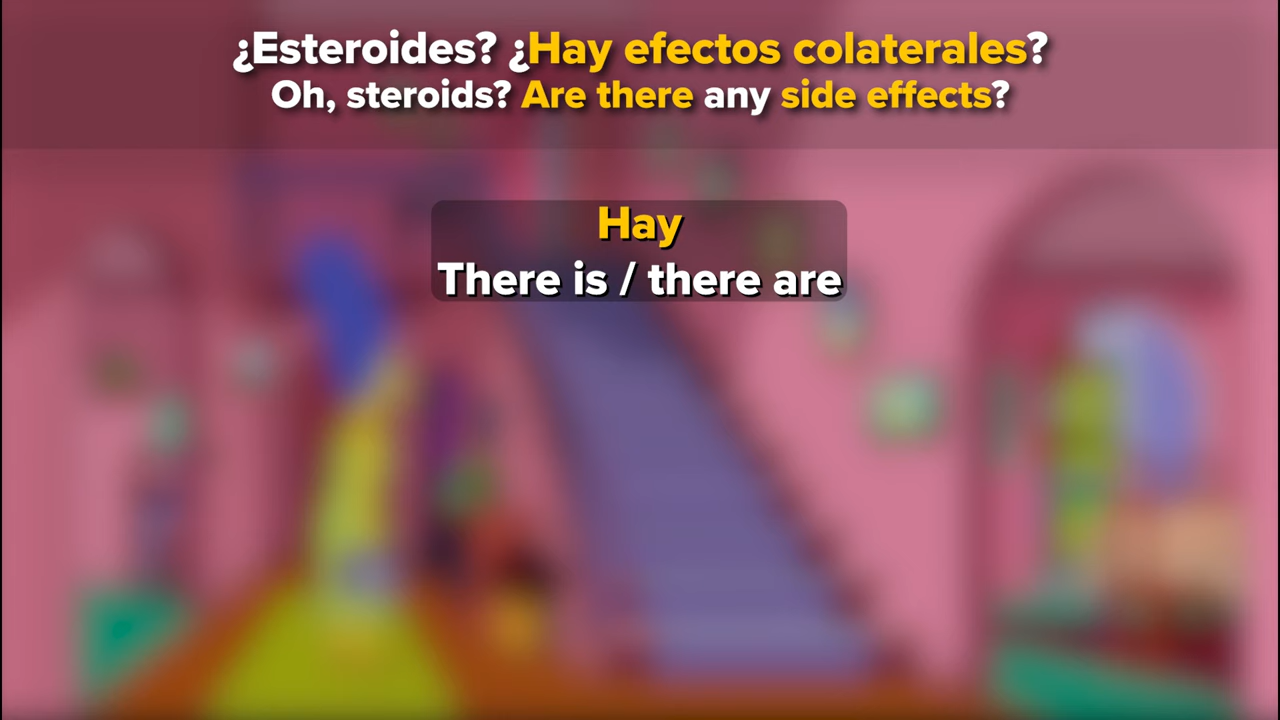 ¿Esteroides? ¿Hay efectos colaterales?
Oh, steroids? Are there any side effects?
Hay
There is / there are